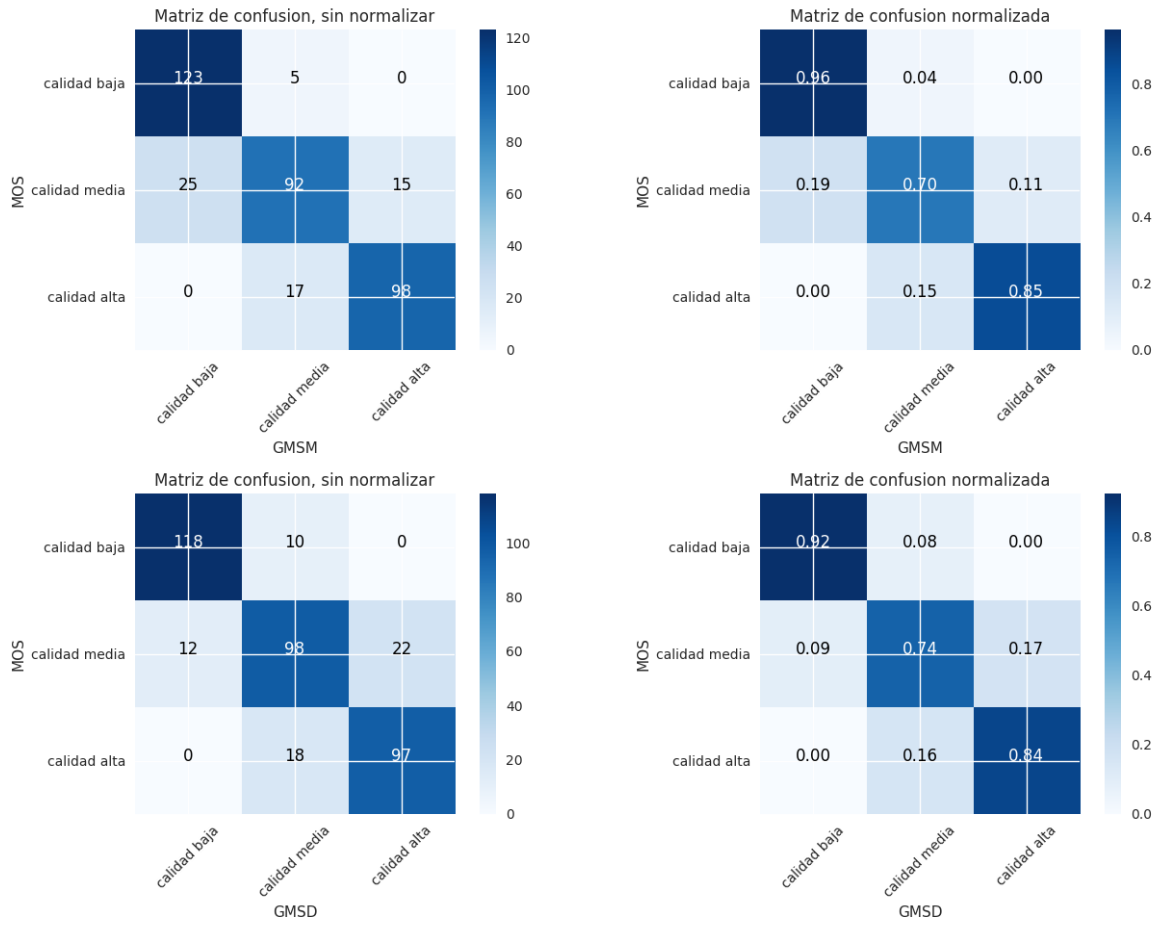 Matriz de confusion, sin normalizar
calidad baja 123 5 0
calidad media 25 92 15
calidad alta 0 17 98
MOS
calidad baja calidad media calidad alta
GMSM
120
100
80
60
40
20
0
Matriz de confusion normalizada
calidad baja 0.96 0.04 0.00
calidad media 0.19 0.70 0.11
calidad alta 0.00 0.15 0.85
MOS
calidad baja calidad media calidad alta
GMSM
0.8
0.6
0.4
0.2
0.0
Matriz de confusion, sin normalizar
calidad baja 118 10 0
calidad media 12 98 22
calidad alta 0 18 97
MOS
calidad baja calidad media calidad alta
GMSD
100
80
60
40
20
0
Matriz de confusion normalizada
calidad baja 0.92 0.08 0.00
calidad media 0.09 0.74 0.17
calidad alta 0.00 0.16 0.84
MOS
calidad baja calidad media calidad alta
GMSD
0.8
0.6
0.4
0.2
0.0